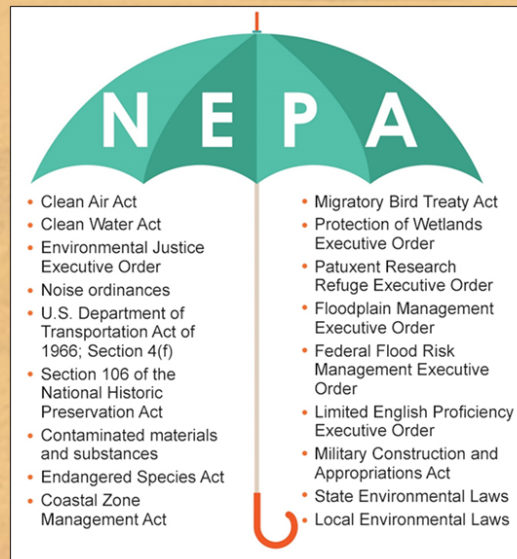 NEPA
• Clean Air Act
• Clean Water Act
• Environmental Justice
Executive Order
• Noise ordinances
• U.S. Department of
Transportation Act of
1966; Section 4(f)
• Section 106 of the
National Historic
Preservation Act
• Contaminated materials
and substances
• Endangered Species Act
• Coastal Zone
Management Act
• Migratory Bird Treaty Act
• Protection of Wetlands
Executive Order
• Patuxent Research
Refuge Executive Order
• Floodplain Management
Executive Order
• Federal Flood Risk
Management Executive
Order
• Limited English Proficiency
Executive Order
• Military Construction and
Appropriations Act
• State Environmental Laws
• Local Environmental Laws